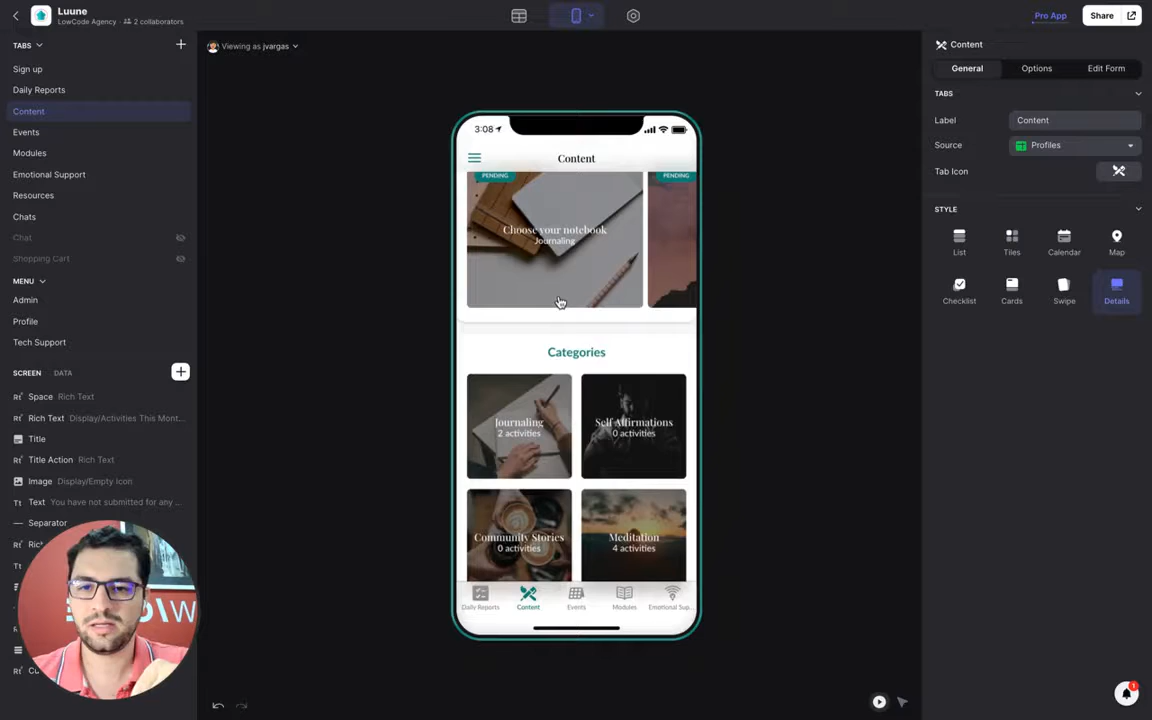 Luune
LowCode Agency · 2 collaborators
Pro App
Share
TABS
Sign up
Daily Reports
Content
Events
Modules
Emotional Support
Resources
Chats
Chat
Shopping Cart
MENU
Admin
Profile
Tech Support
SCREEN DATA
Space Rich Text
Rich Text Display/Activities This Mont...
Title
Title Action Rich Text
Image Display/Empty Icon
Text You have not submitted for any ...
Separator
Viewing as jvargas
3:08
Content
PENDING PENDING
Choose your notebook
Journaling
Categories
Journaling
2 activities
Self Affirmations
0 activities
Community Stories
0 activities
Meditation
4 activities
Daily Reports Content Events Modules Emotional Sup...
Content
General Options Edit Form
TABS
Label Content
Source Profiles
Tab Icon
STYLE
List Tiles Calendar Map
Checklist Cards Swipe Details
1